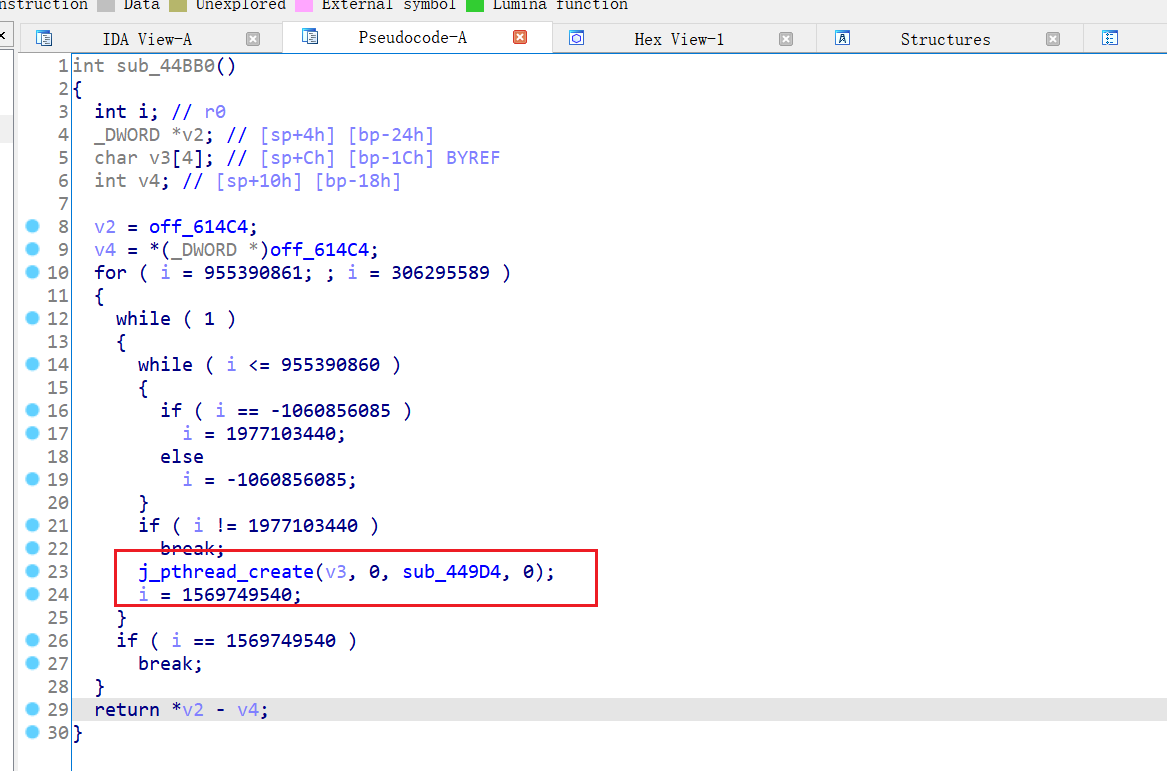 nstruction Data Unexplored External symbol Lumina function
IDA View-A Pseudocode-A Hex View-1 Structures
1 int sub_44BB0()
2 {
3   int i; // r0
4   _DWORD *v2; // [sp+4h] [bp-24h]
5   char v3[4]; // [sp+Ch] [bp-1Ch] BYREF
6   int v4; // [sp+10h] [bp-18h]
7
8   v2 = off_614C4;
9   v4 = *(_DWORD *)off_614C4;
10   for ( i = 955390861; ; i = 306295589 )
11   {
12     while ( 1 )
13     {
14       while ( i <= 955390860 )
15       {
16         if ( i == -1060856085 )
17           i = 1977103440;
18         else
19           i = -1060856085;
20       }
21       if ( i != 1977103440 )
22         break;
23       j_pthread_create(v3, 0, sub_449D4, 0);
24       i = 1569749540;
25     }
26     if ( i == 1569749540 )
27       break;
28   }
29   return *v2 - v4;
30 }